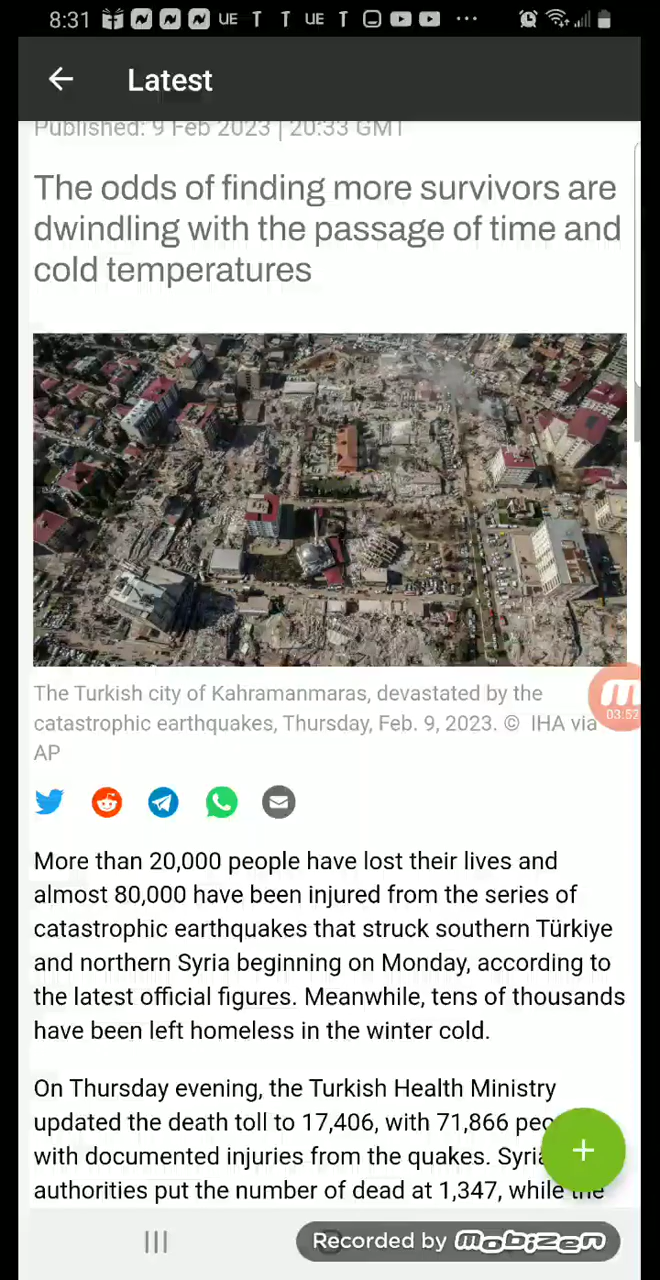 8:31 UE T T UE T
Latest
Published: 9 Feb 2023 | 20:33 GMT
The odds of finding more survivors are
dwindling with the passage of time and
cold temperatures
The Turkish city of Kahramanmaras, devastated by the
catastrophic earthquakes, Thursday, Feb. 9, 2023. © IHA via
AP
03:52
More than 20,000 people have lost their lives and
almost 80,000 have been injured from the series of
catastrophic earthquakes that struck southern Türkiye
and northern Syria beginning on Monday, according to
the latest official figures. Meanwhile, tens of thousands
have been left homeless in the winter cold.
On Thursday evening, the Turkish Health Ministry
updated the death toll to 17,406, with 71,866
with documented injuries from the quakes.
authorities put the number of dead at 1,347, while the
Recorded by mobizen